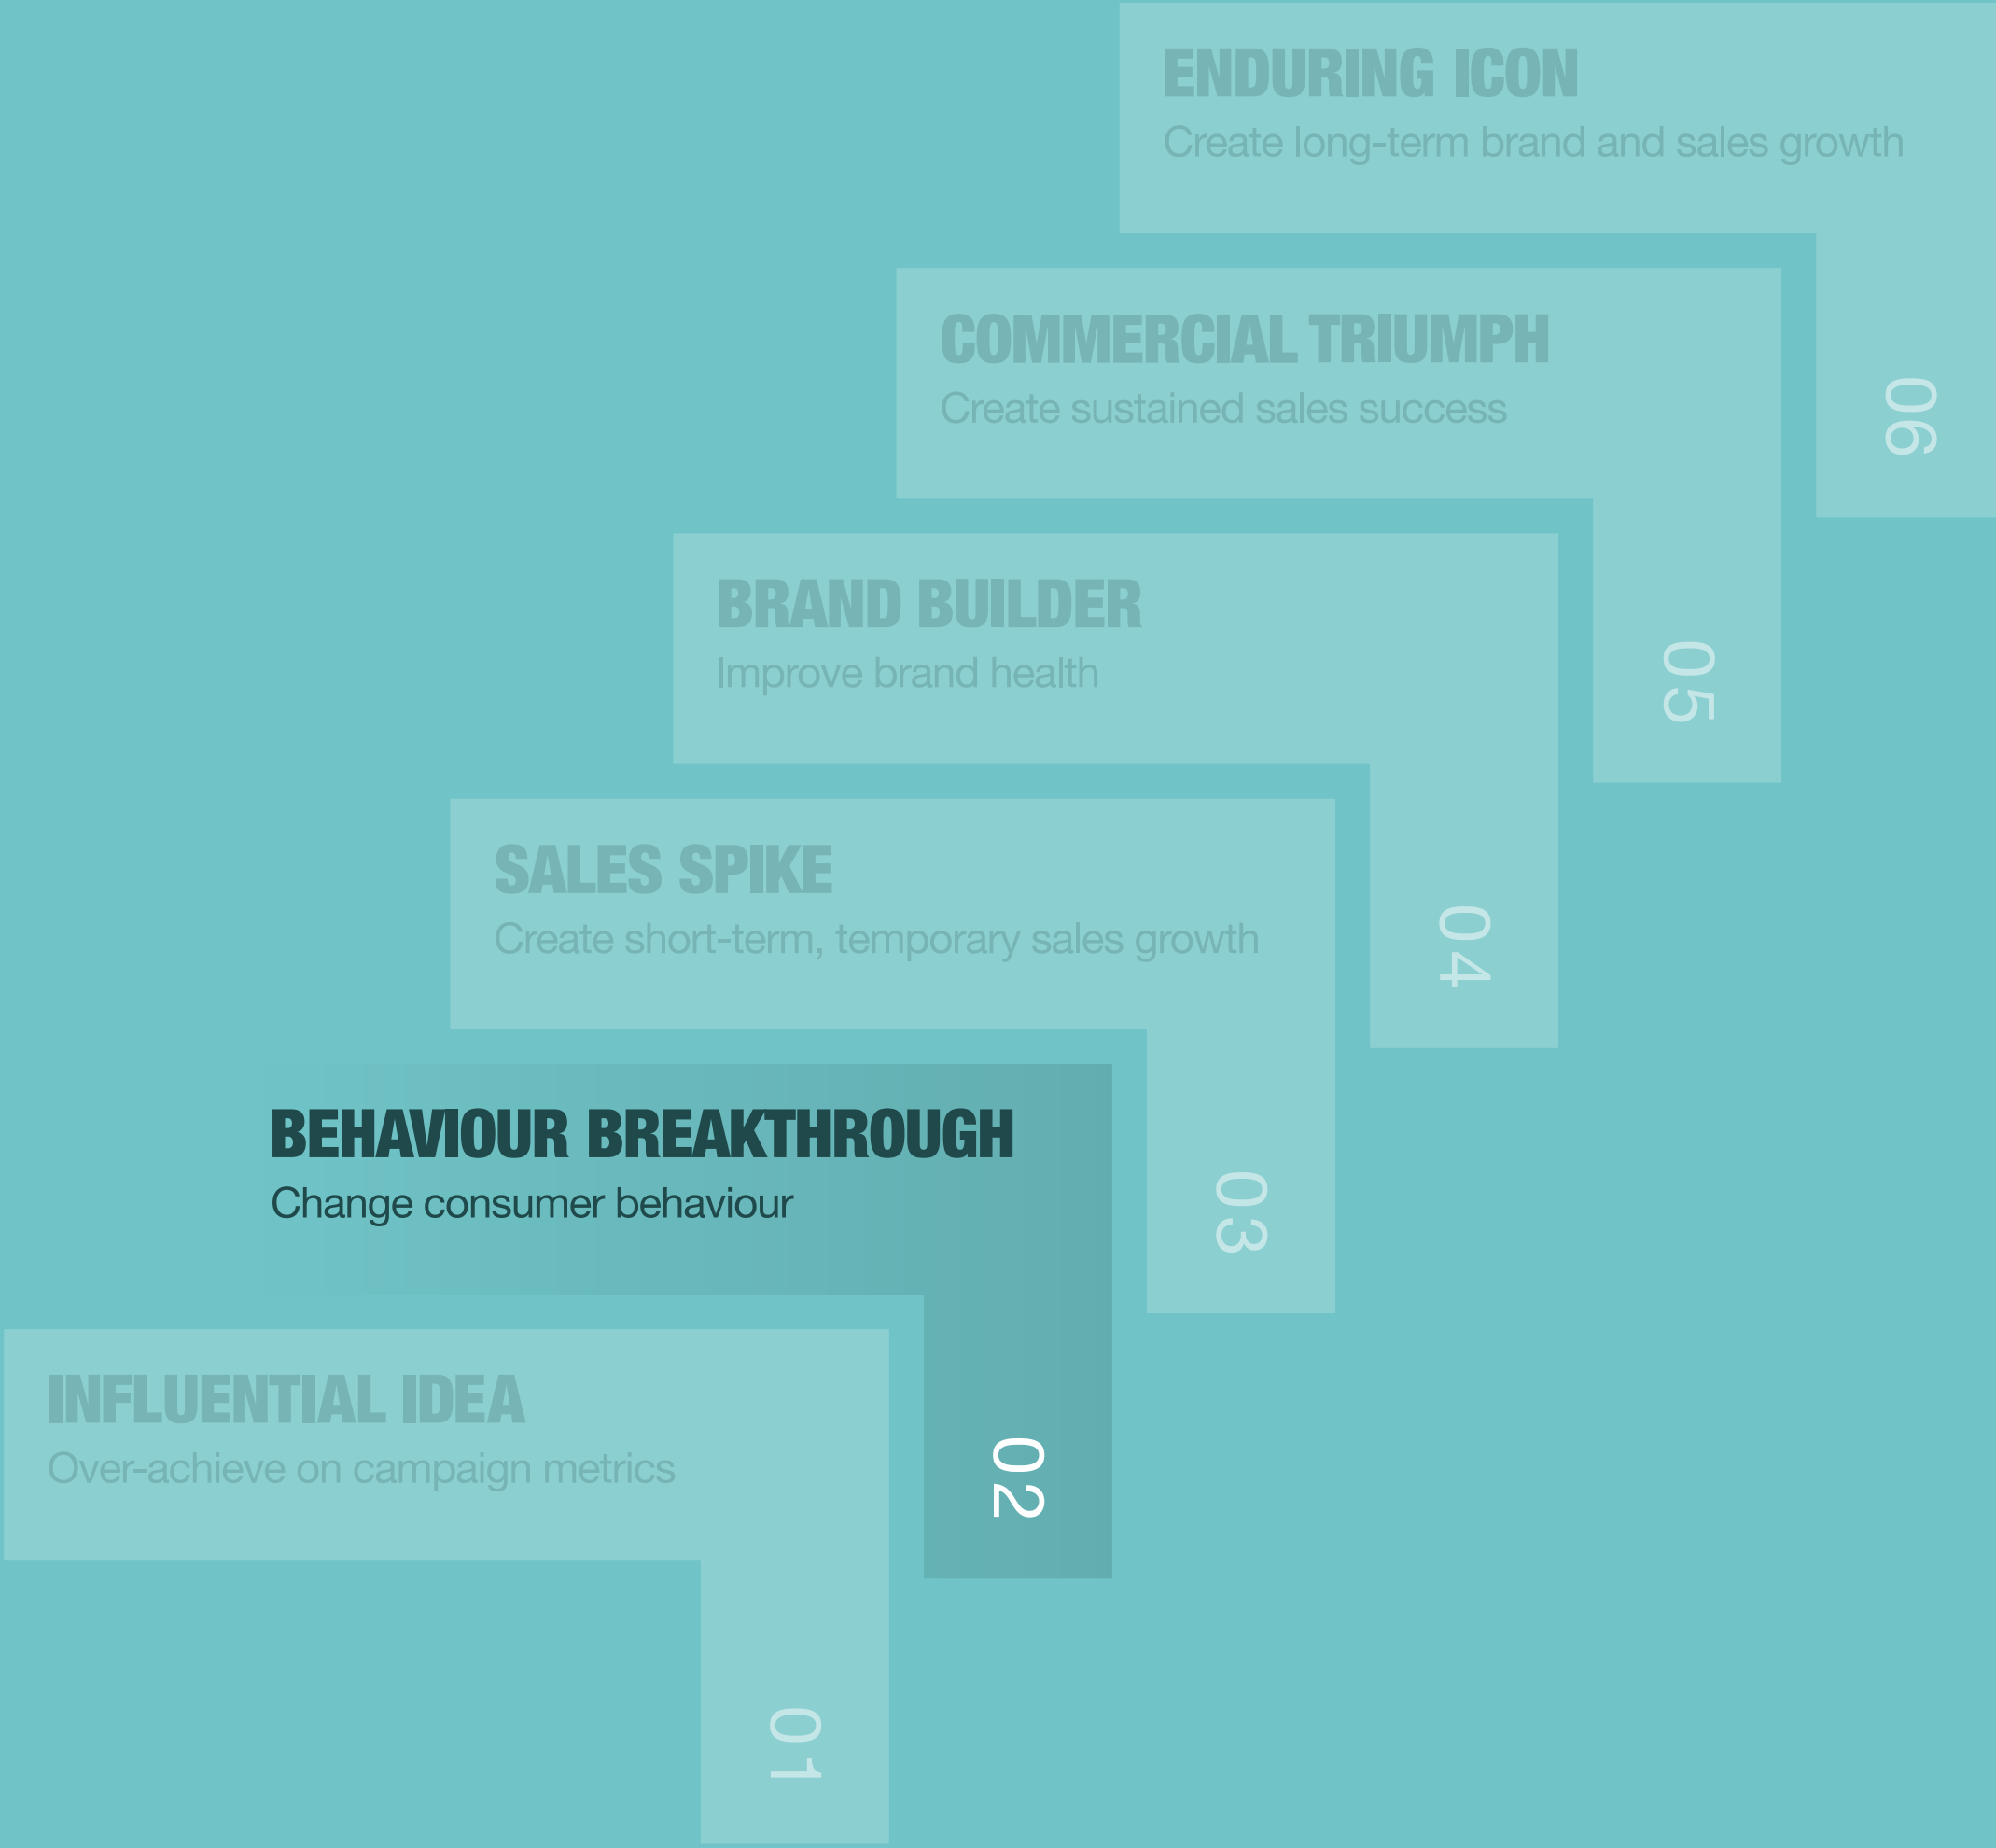 ENDURING ICON
Create long-term brand and sales growth
06
COMMERCIAL TRIUMPH
Create sustained sales success
05
BRAND BUILDER
Improve brand health
04
SALES SPIKE
Create short-term, temporary sales growth
03
BEHAVIOUR BREAKTHROUGH
Change consumer behaviour
02
INFLUENTIAL IDEA
Over-achieve on campaign metrics
01